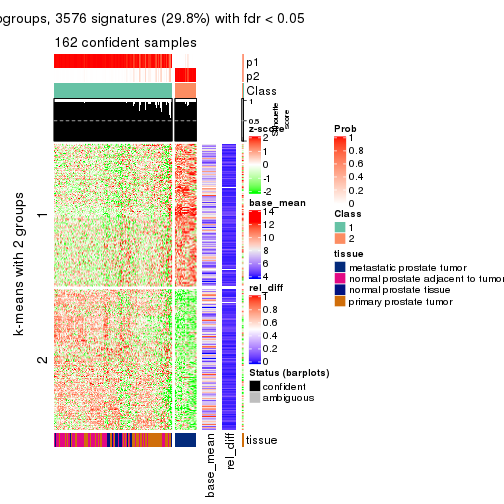 ogroups, 3576 signatures (29.8%) with fdr < 0.05
162 confident samples
p1
p2
Class
1
0.5
Silhouette
score
k-means with 2 groups
1
2
base_mean
rel_diff
tissue
z-score
2
1
0
-1
-2
base_mean
14
12
10
8
6
4
rel_diff
1
0.8
0.6
0.4
0.2
0
Status (barplots)
confident
ambiguous
Prob
1
0.8
0.6
0.4
0.2
0
Class
1
2
tissue
metastatic prostate tumor
normal prostate adjacent to tumor
normal prostate tissue
primary prostate tumor